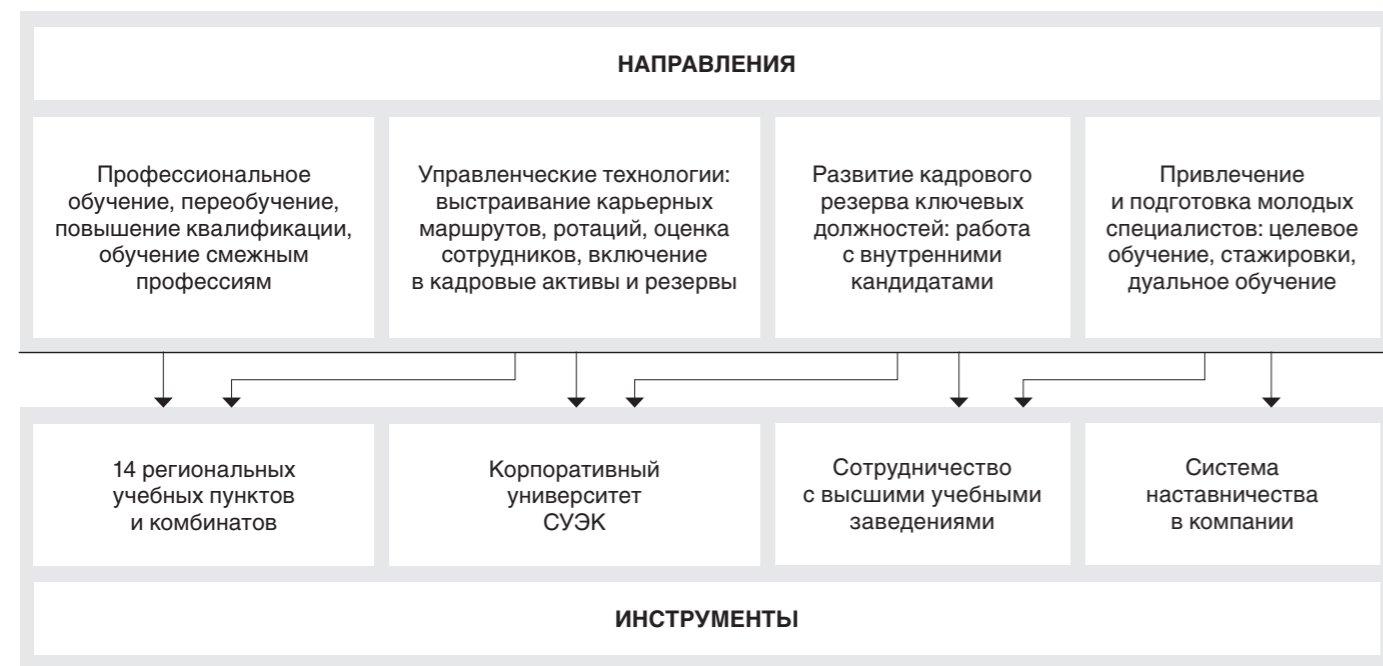 НАПРАВЛЕНИЯ
Профессиональное
обучение, переобучение,
повышение квалификации,
обучение смежным
профессиям
Управленческие технологии:
выстраивание карьерных
маршрутов, ротаций, оценка
сотрудников, включение
в кадровые активы и резервы
Развитие кадрового
резерва ключевых
должностей: работа
с внутренними
кандидатами
Привлечение
и подготовка молодых
специалистов: целевое
обучение, стажировки,
дуальное обучение
14 региональных
учебных пунктов
и комбинатов
Корпоративный
университет
СУЭК
Сотрудничество
с высшими учебными
заведениями
Система
наставничества
в компании
ИНСТРУМЕНТЫ